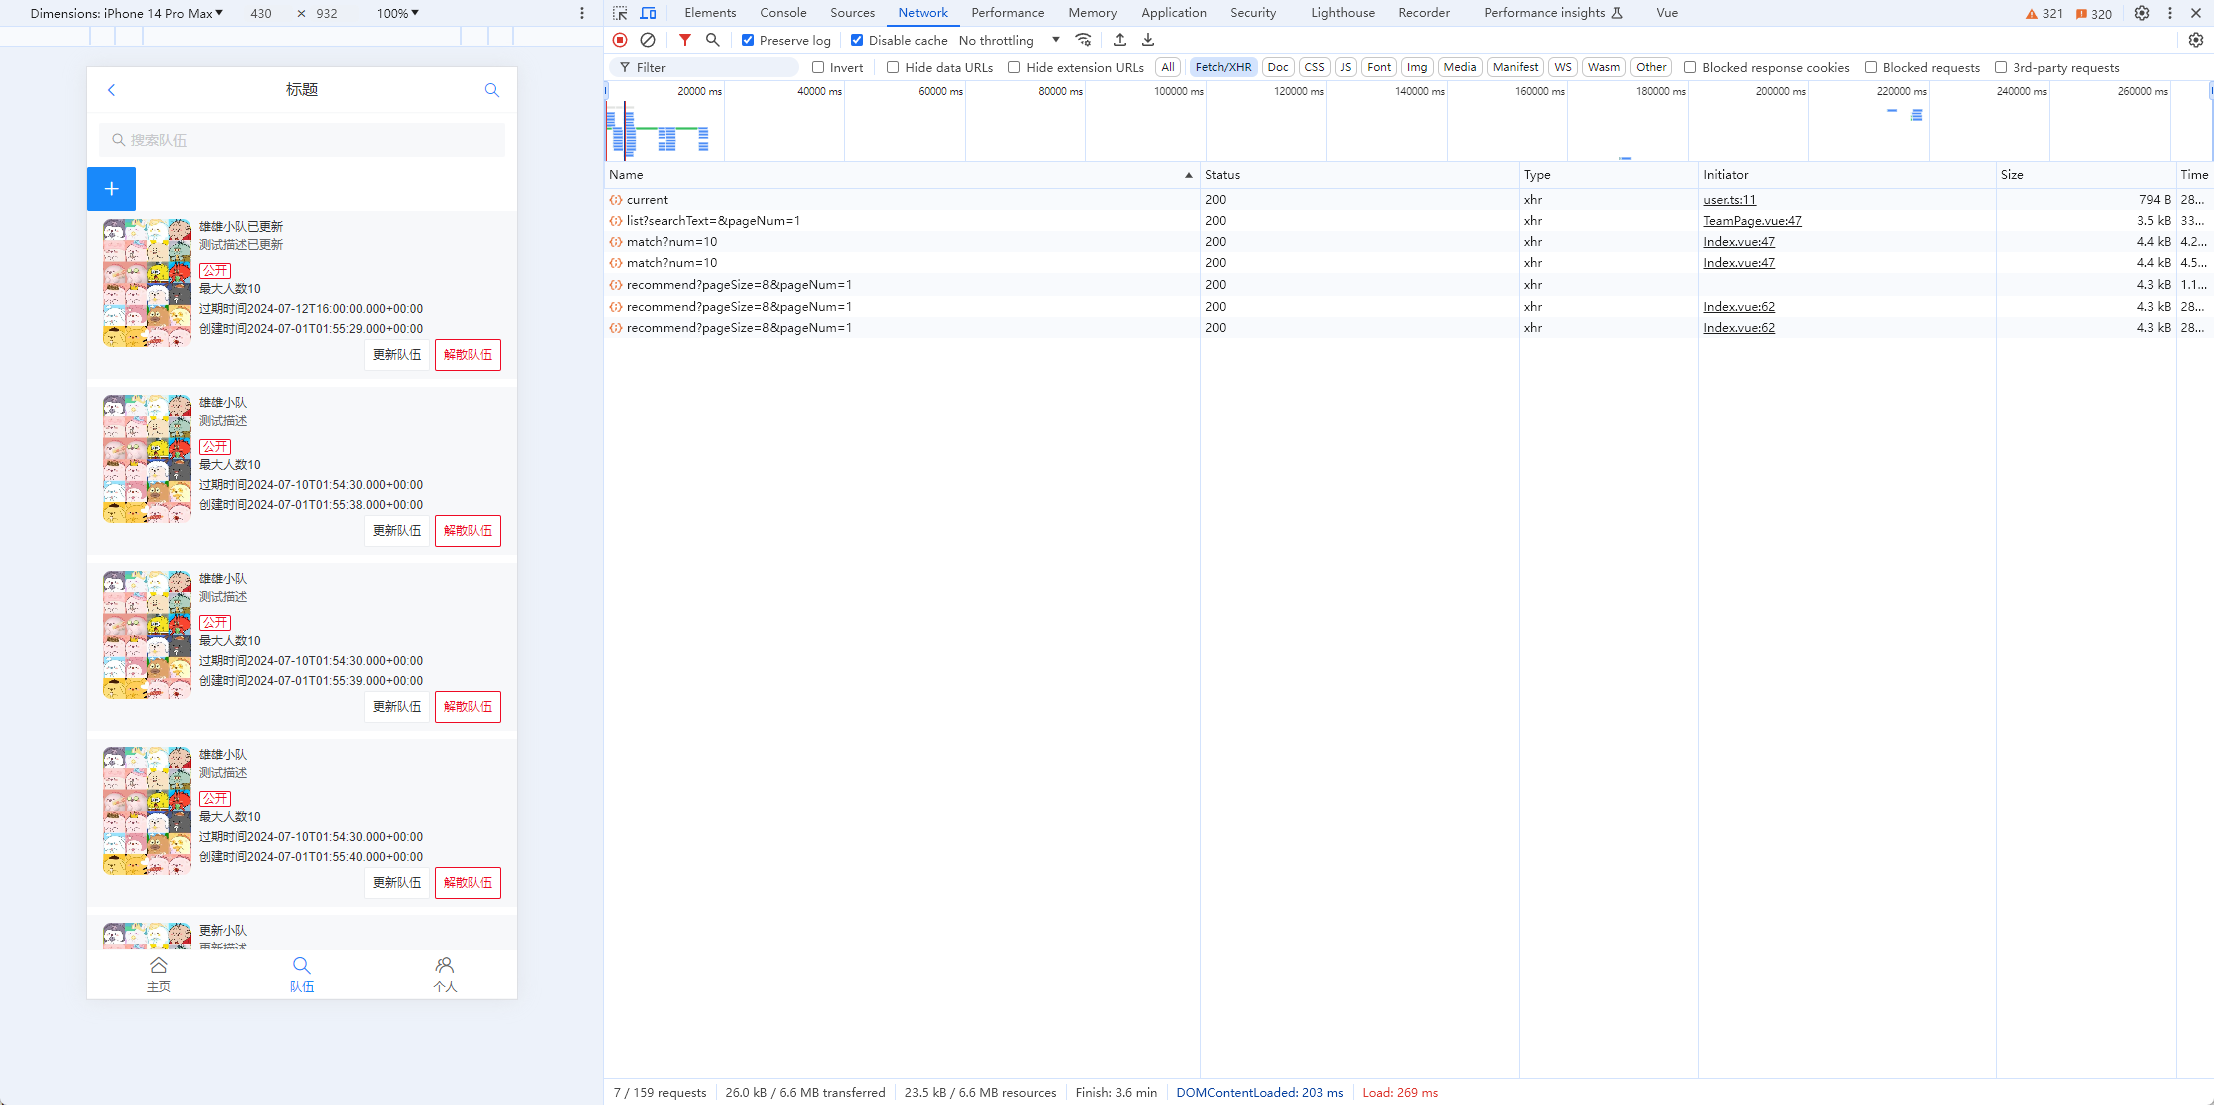 Dimensions: iPhone 14 Pro Max ▼ 430 × 932 100% ▼
标题
搜索队伍
雄雄小队已更新
测试描述已更新
公开
最大人数10
过期时间2024-07-12T16:00:00.000+00:00
创建时间2024-07-01T01:55:29.000+00:00
更新队伍 解散队伍
雄雄小队
测试描述
公开
最大人数10
过期时间2024-07-10T01:54:30.000+00:00
创建时间2024-07-01T01:55:38.000+00:00
更新队伍 解散队伍
雄雄小队
测试描述
公开
最大人数10
过期时间2024-07-10T01:54:30.000+00:00
创建时间2024-07-01T01:55:39.000+00:00
更新队伍 解散队伍
雄雄小队
测试描述
公开
最大人数10
过期时间2024-07-10T01:54:30.000+00:00
创建时间2024-07-01T01:55:40.000+00:00
更新队伍 解散队伍
更新小队
更新描述
主页 队伍 个人
Elements Console Sources Network Performance Memory Application Security Lighthouse Recorder Performance insights Vue 321 320
Preserve log Disable cache No throttling
Filter Invert Hide data URLs Hide extension URLs All Fetch/XHR Doc CSS JS Font Img Media Manifest WS Wasm Other Blocked response cookies Blocked requests 3rd-party requests
20000 ms 40000 ms 60000 ms 80000 ms 100000 ms 120000 ms 140000 ms 160000 ms 180000 ms 200000 ms 220000 ms 240000 ms 260000 ms
Name Status Type Initiator Size Time
current 200 xhr user.ts:11 794 B 28...
list?searchText=&pageNum=1 200 xhr TeamPage.vue:47 3.5 kB 33...
match?num=10 200 xhr Index.vue:47 4.4 kB 4.2...
match?num=10 200 xhr Index.vue:47 4.4 kB 4.5...
recommend?pageSize=8&pageNum=1 200 xhr 4.3 kB 1.1...
recommend?pageSize=8&pageNum=1 200 xhr Index.vue:62 4.3 kB 28...
recommend?pageSize=8&pageNum=1 200 xhr Index.vue:62 4.3 kB 28...
7 / 159 requests 26.0 kB / 6.6 MB transferred 23.5 kB / 6.6 MB resources Finish: 3.6 min DOMContentLoaded: 203 ms Load: 269 ms